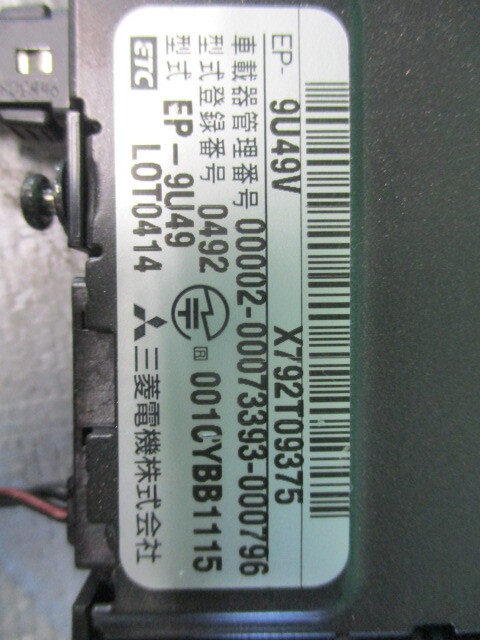 EP- 9U49V X792T09375
車載器管理番号 00002-00073393-000796
型式登録番号 0492 001CYBB1115
型式 EP-9U49
ETC LOT0414 三菱電機株式会社